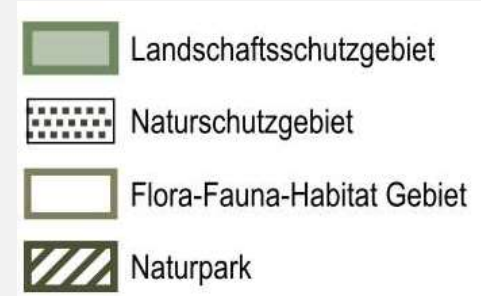 Landschaftsschutzgebiet
Naturschutzgebiet
Flora-Fauna-Habitat Gebiet
Naturpark